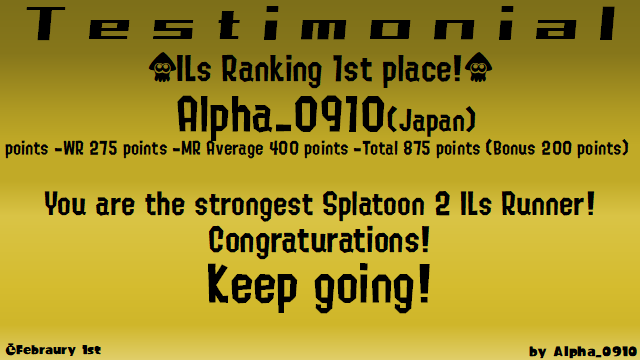 Testimonial
ILs Ranking 1st place!
Alpha_0910(Japan)
points -WR 275 points -MR Average 400 points -Total 875 points (Bonus 200 points)
You are the strongest Splatoon 2 ILs Runner!
Congraturations!
Keep going!
Febraury 1st
by Alpha_0910